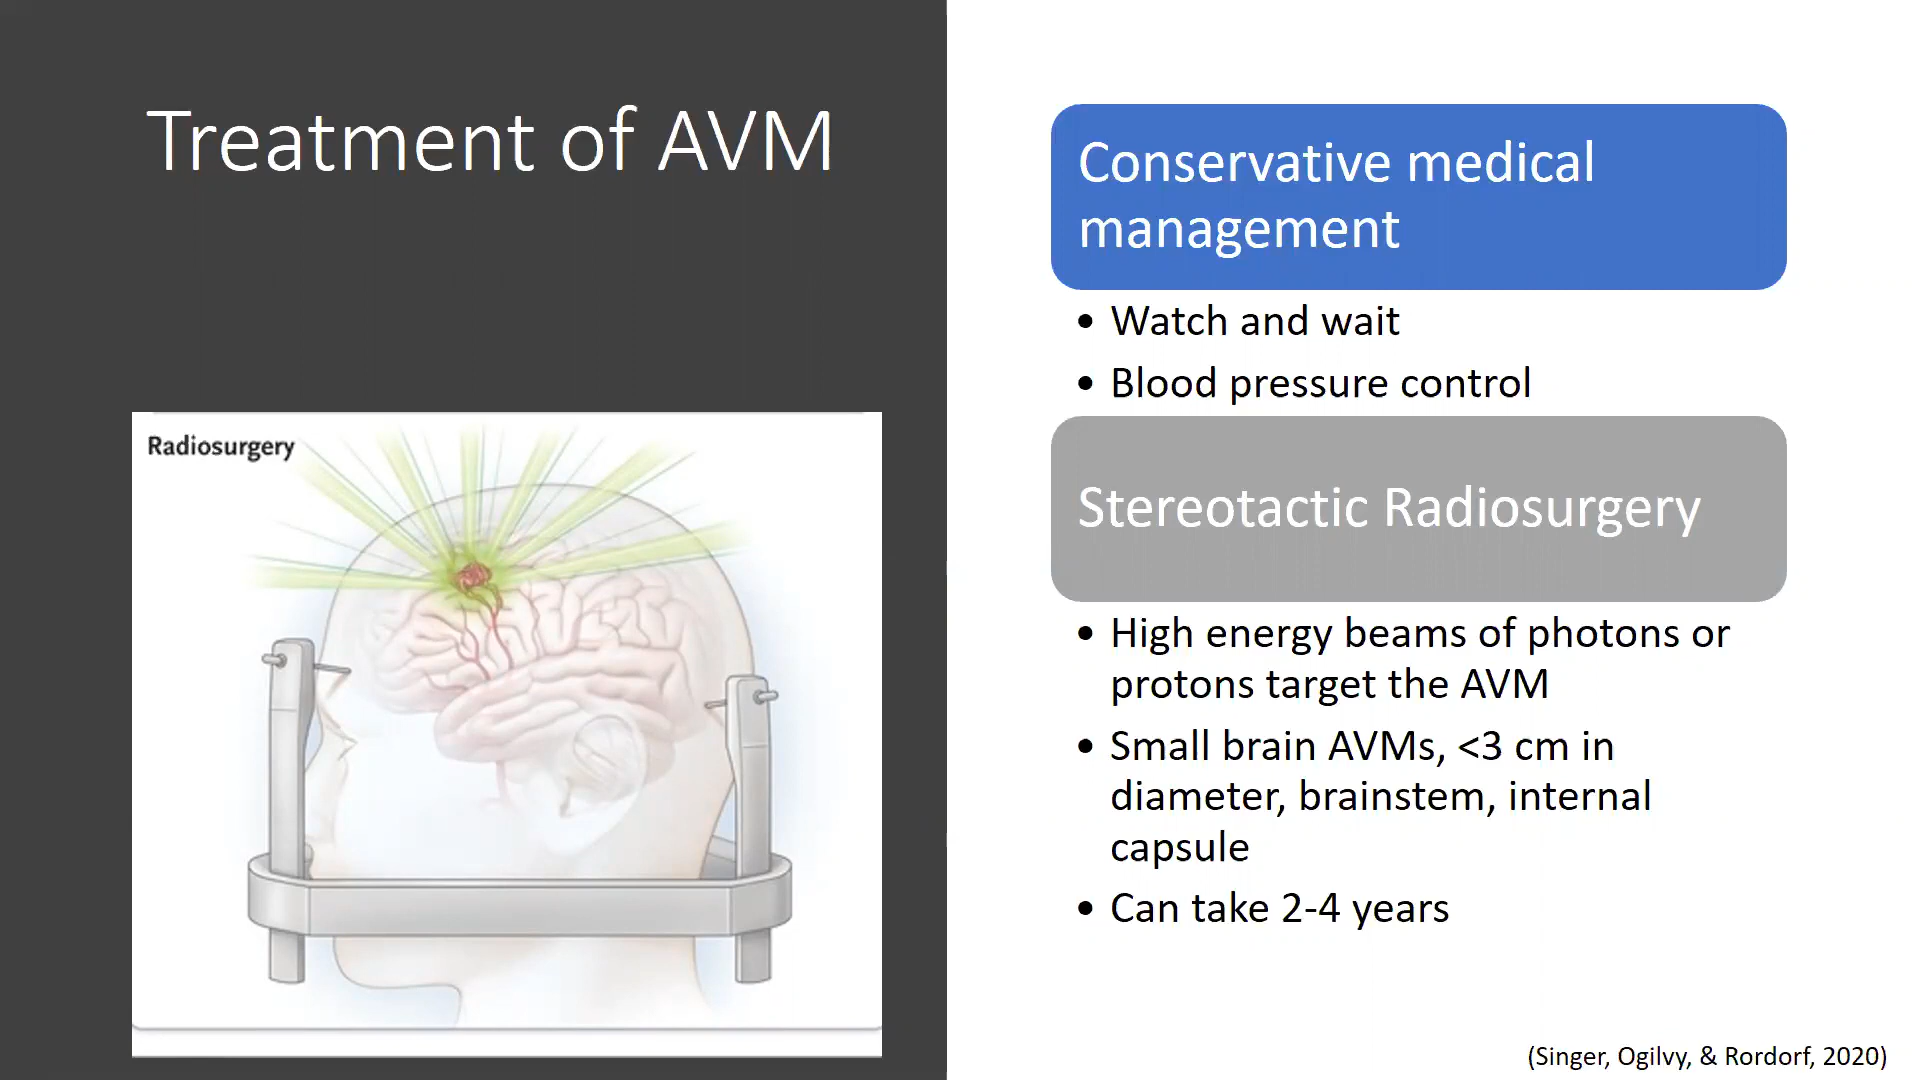 Treatment of AVM
Radiosurgery
Conservative medical
management
• Watch and wait
• Blood pressure control
Stereotactic Radiosurgery
• High energy beams of photons or
protons target the AVM
• Small brain AVMs, <3 cm in
diameter, brainstem, internal
capsule
• Can take 2-4 years
(Singer, Ogilvy, & Rordorf, 2020)